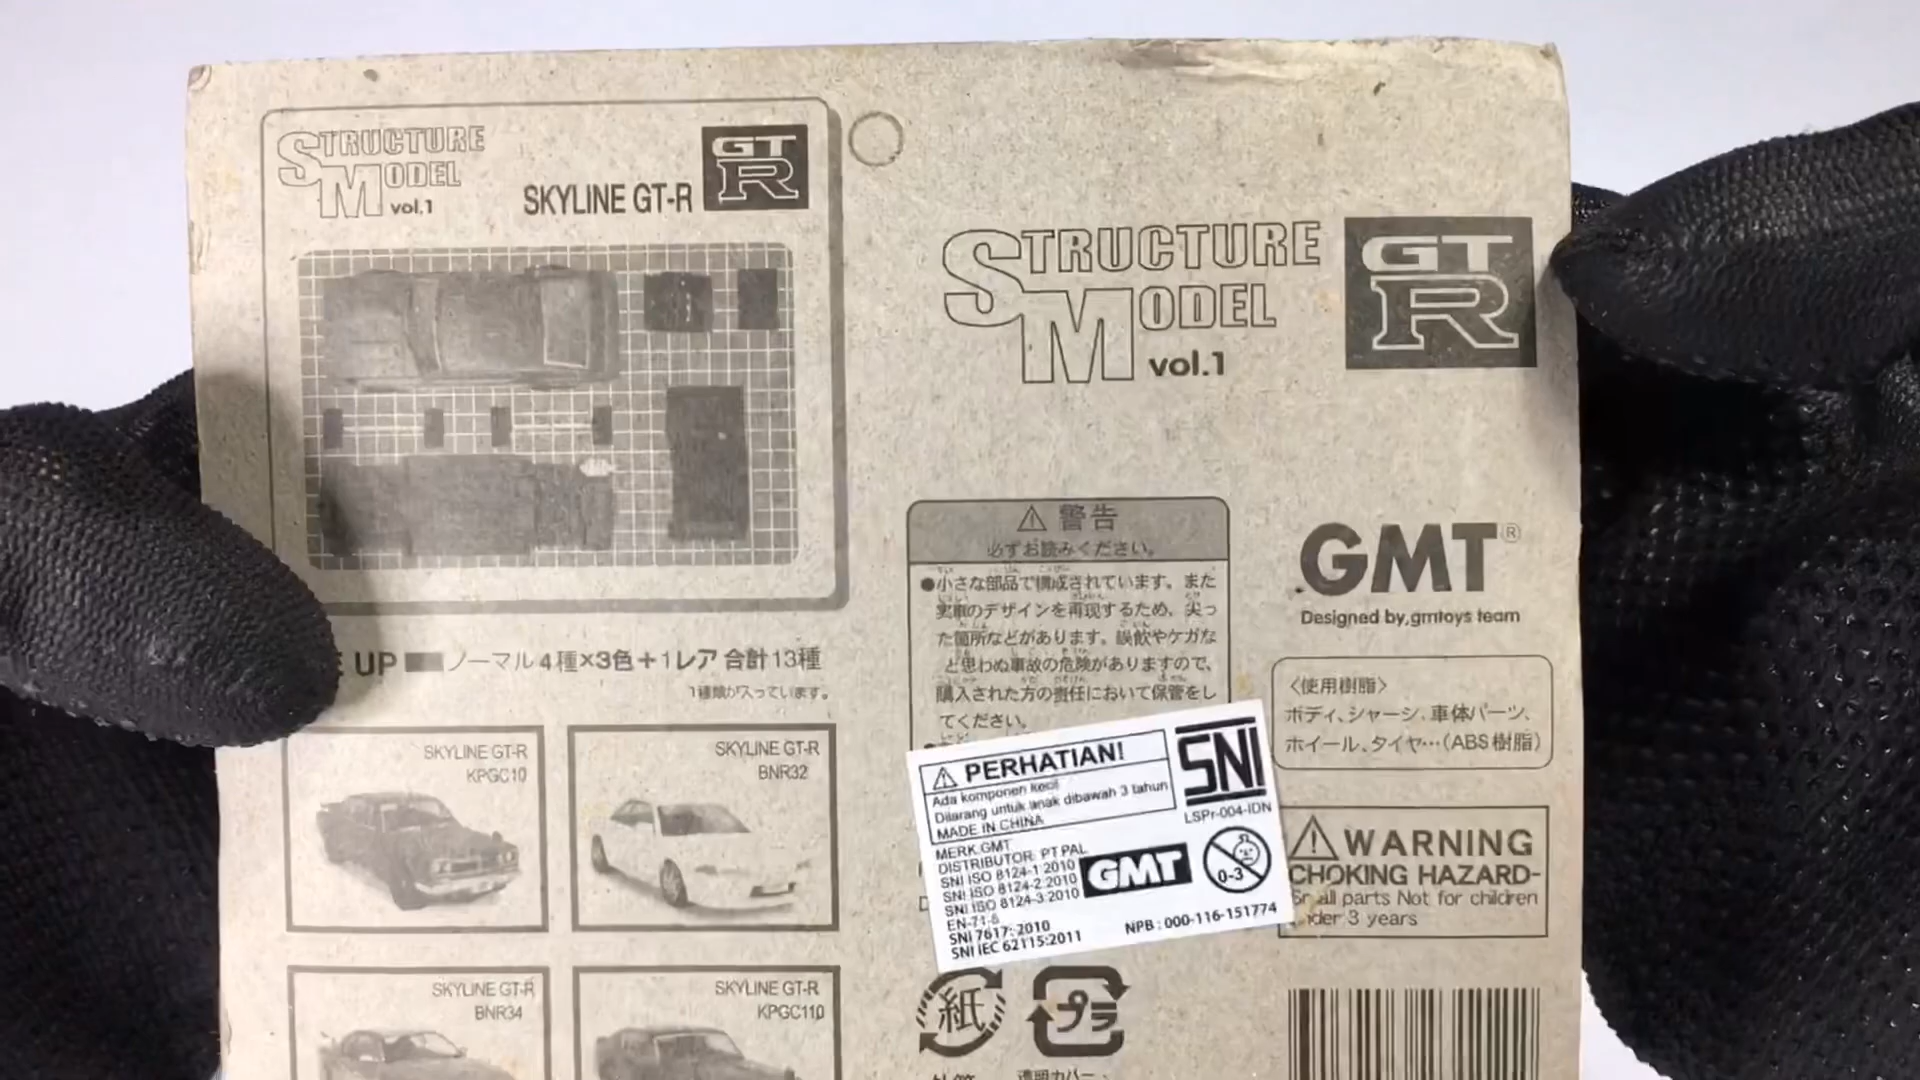 STRUCTURE
MODEL
vol.1
SKYLINE GT-R
GT
R
STRUCTURE
MODEL
vol.1
GT
R
UP ノーマル4種×3色+1レア 合計13種
1種類が入っています。
SKYLINE GT-R
KPGC10
SKYLINE GT-R
BNR32
SKYLINE GT-R
BNR34
SKYLINE GT-R
KPGC110
⚠ 警告
必ずお読みください。
●小さな部品で構成されています。また
実車のデザインを再現するため、尖っ
た箇所などがあります。誤飲やケガな
ど思わぬ事故の危険がありますので、
購入された方の責任において保管をし
てください。
GMT®
Designed by,gmtoys team
〈使用樹脂〉
ボディ、シャーシ、車体パーツ、
ホイール、タイヤ…(ABS樹脂)
⚠ PERHATIAN!
Ada komponen kecil
Dilarang untuk anak dibawah 3 tahun
MADE IN CHINA
SNI
LSPr-004-IDN
MERK:GMT
DISTRIBUTOR: PT.PAL
SNI ISO 8124-1:2010
SNI ISO 8124-2:2010
SNI ISO 8124-3:2010
EN-71-5
SNI 7617:2010
SNI IEC 62115:2011
GMT
0-3
NPB : 000-116-151774
⚠ WARNING
CHOKING HAZARD-
Small parts Not for children
under 3 years
紙
プラ